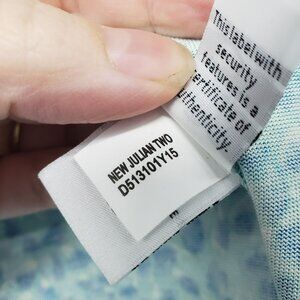 This label with
security
features is a
certificate of
authenticity.
NEW JULIAN TWO
D513101Y15